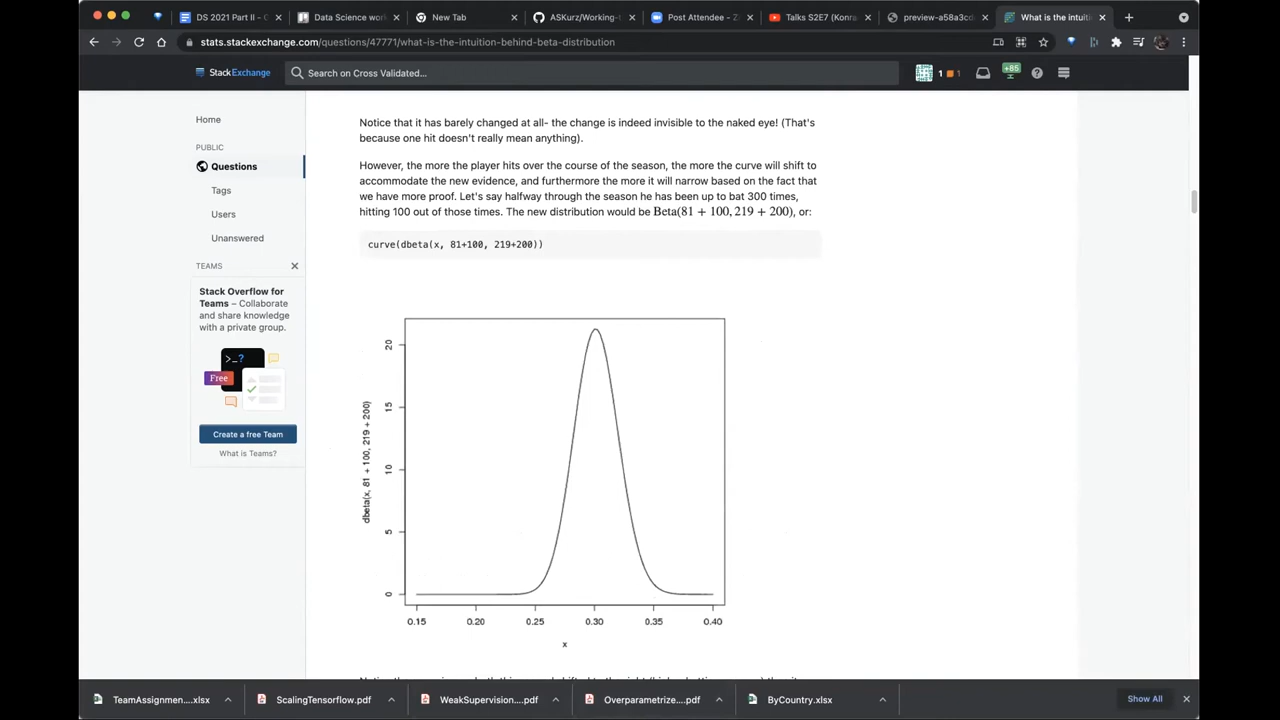 DS 2021 Part II -
Data Science wor
New Tab
ASKurz/Working-
Post Attendee - Z
Talks S2E7 (Konra
preview-a58a3cd
What is the intuiti
stats.stackexchange.com/questions/47771/what-is-the-intuition-behind-beta-distribution
StackExchange
Search on Cross Validated…
1 1
+85
Home
PUBLIC
Questions
Tags
Users
Unanswered
TEAMS
Stack Overflow for
Teams – Collaborate
and share knowledge
with a private group.
>_?
Free
Create a free Team
What is Teams?
Notice that it has barely changed at all- the change is indeed invisible to the naked eye! (That's
because one hit doesn't really mean anything).
However, the more the player hits over the course of the season, the more the curve will shift to
accommodate the new evidence, and furthermore the more it will narrow based on the fact that
we have more proof. Let's say halfway through the season he has been up to bat 300 times,
hitting 100 out of those times. The new distribution would be Beta(81 + 100, 219 + 200), or:
curve(dbeta(x, 81+100, 219+200))
dbeta(x, 81 + 100, 219 + 200)
20
15
10
5
0
0.15 0.20 0.25 0.30 0.35 0.40
x
TeamAssignmen....xlsx
ScalingTensorflow.pdf
WeakSupervision....pdf
Overparametrize....pdf
ByCountry.xlsx
Show All